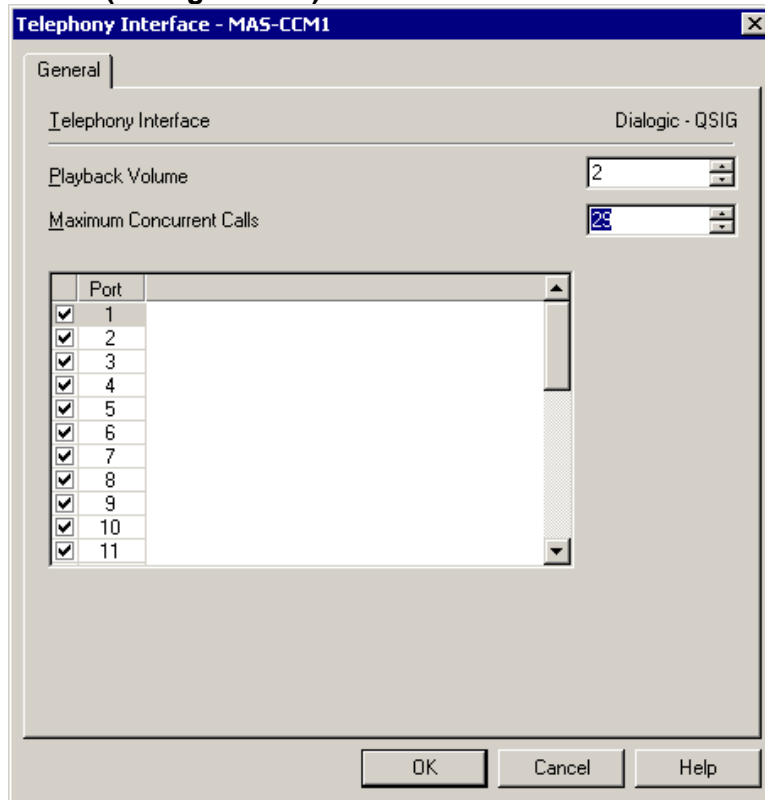 Telephony Interface - MAS-CCM1
General
Telephony Interface Dialogic - QSIG
Playback Volume 2
Maximum Concurrent Calls 29
Port
1
2
3
4
5
6
7
8
9
10
11
OK Cancel Help